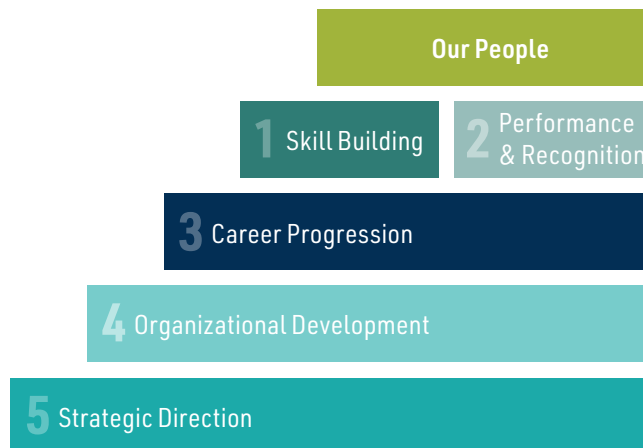 Our People
1 Skill Building
2 Performance
& Recognition
3 Career Progression
4 Organizational Development
5 Strategic Direction